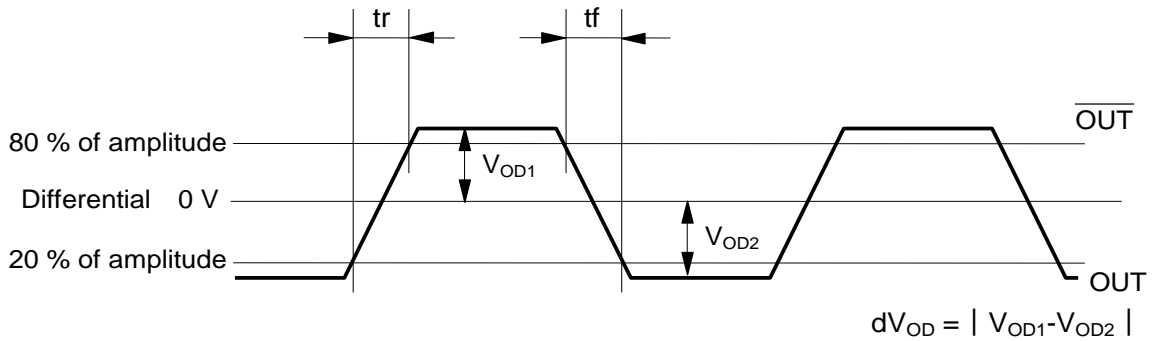 tr
tf
80 % of amplitude
OUT
VOD1
Differential 0 V
VOD2
20 % of amplitude
OUT
dVOD = | VOD1-VOD2 |